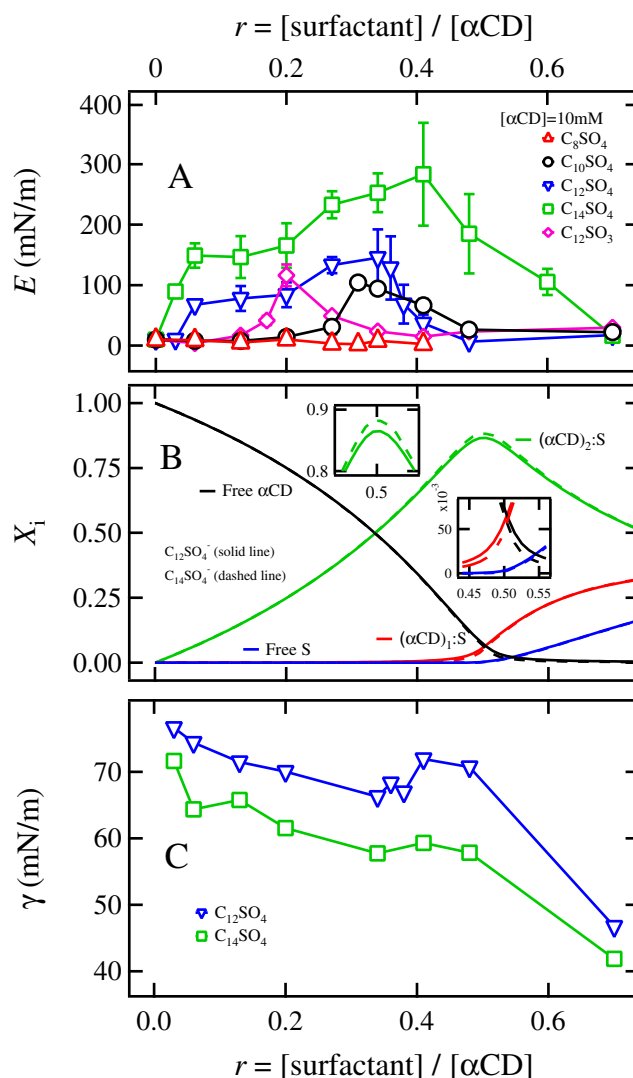 r = [surfactant] / [αCD]
0 0.2 0.4 0.6
400
300
200
100
0
E (mN/m)
A
[αCD]=10mM
C₈SO₄
C₁₀SO₄
C₁₂SO₄
C₁₄SO₄
C₁₂SO₃
1.00
0.75
0.50
0.25
0.00
Xᵢ
B
0.9
0.8
0.5
(αCD)₂:S
Free αCD
x10⁻³
50
0
0.45 0.50 0.55
C₁₂SO₄⁻ (solid line)
C₁₄SO₄⁻ (dashed line)
Free S
(αCD)₁:S
70
60
50
40
γ (mN/m)
C
C₁₂SO₄
C₁₄SO₄
0.0 0.2 0.4 0.6
r = [surfactant] / [αCD]